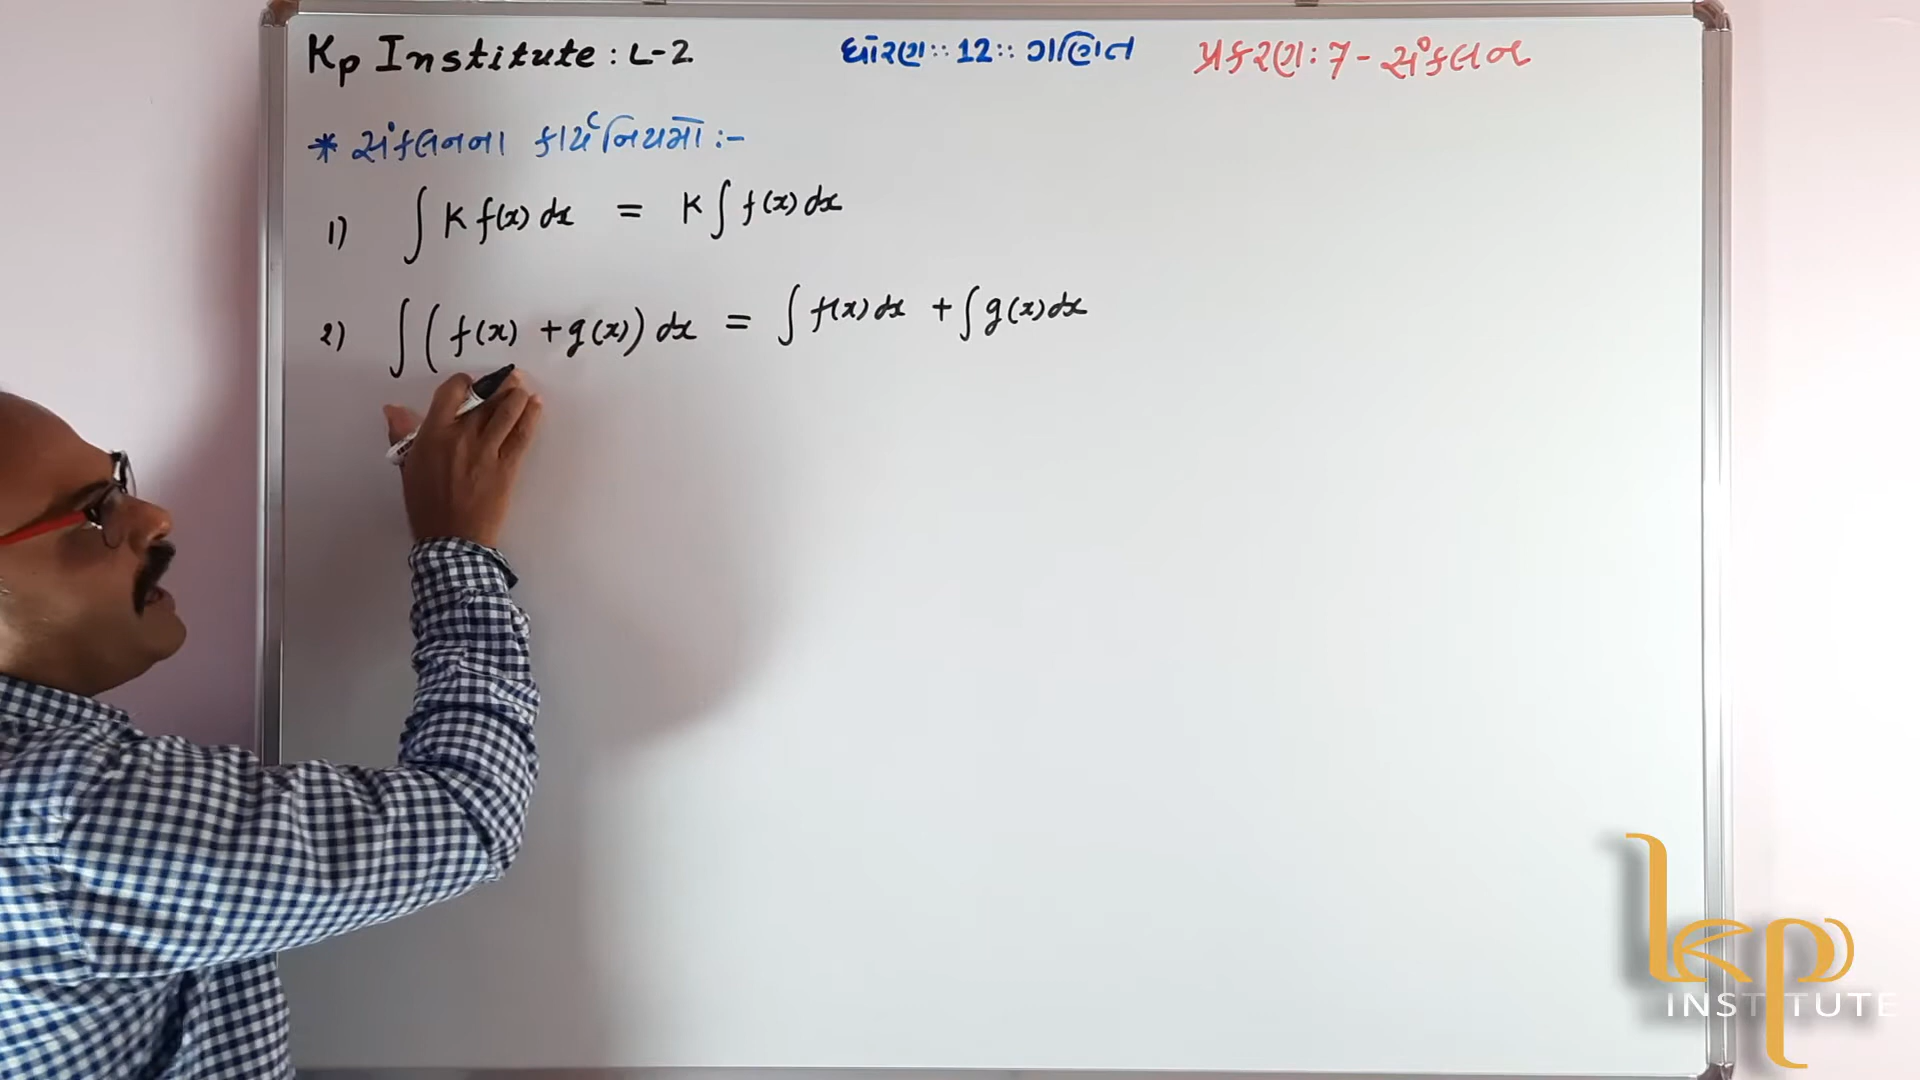 Kp Institute : L-2 ધોરણ :: 12 :: ગણિત પ્રકરણ : 7 - સંકલન
* સંકલનના કાર્યનિયમો :-
1) ∫ K f(x) dx = K ∫ f(x) dx
2) ∫ ( f(x) + g(x) ) dx = ∫ f(x) dx + ∫ g(x) dx
kp
INSTITUTE